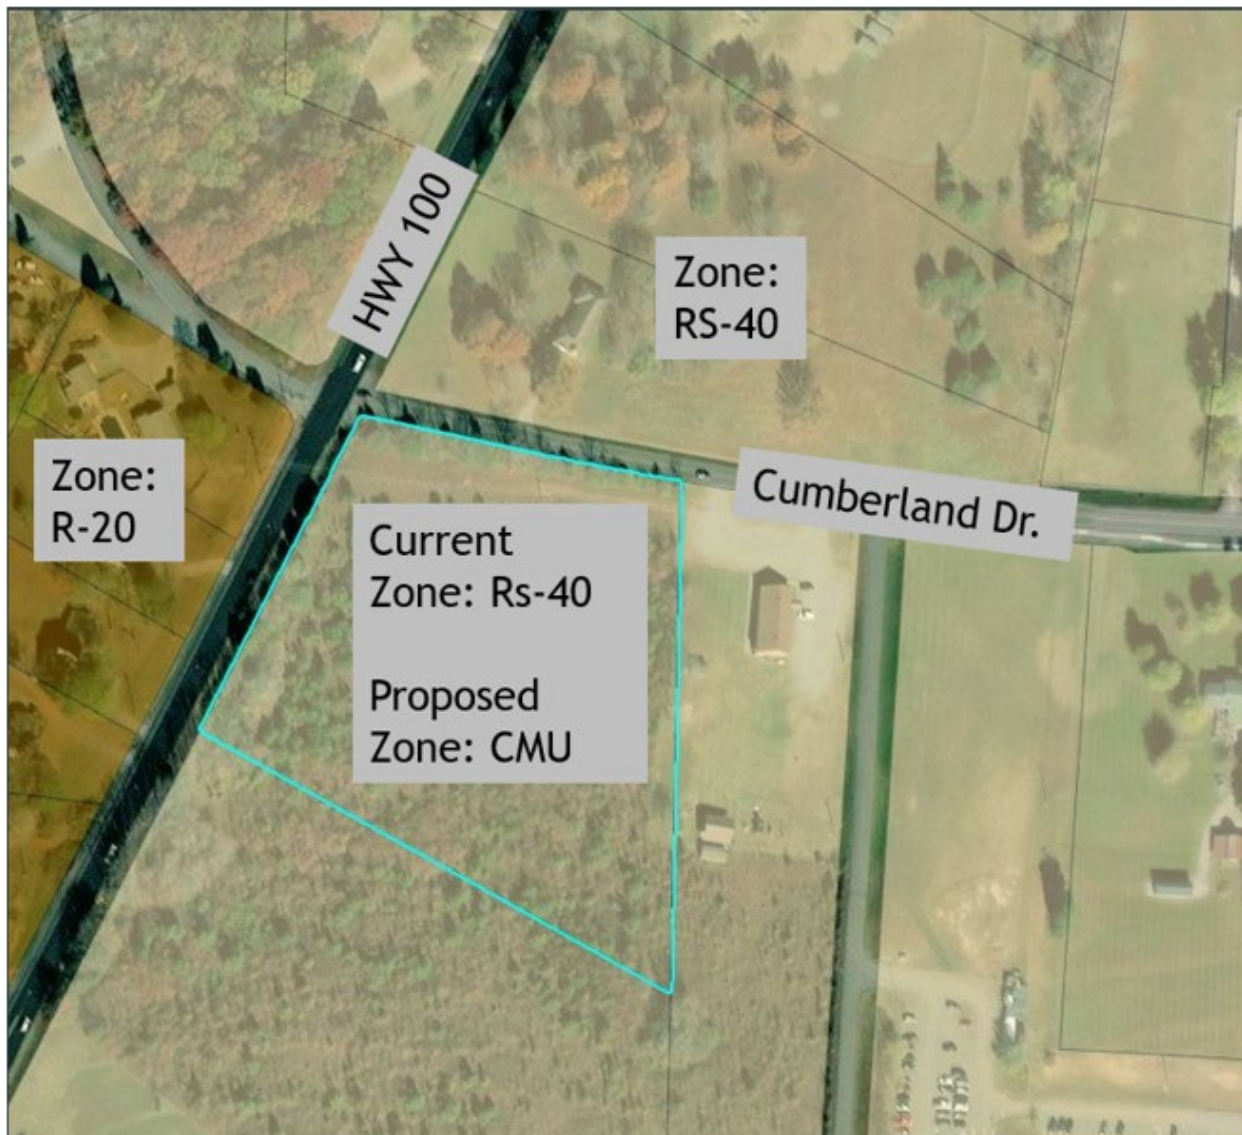 HWY 100
Zone:
RS-40
Zone:
R-20
Cumberland Dr.
Current
Zone: Rs-40
Proposed
Zone: CMU